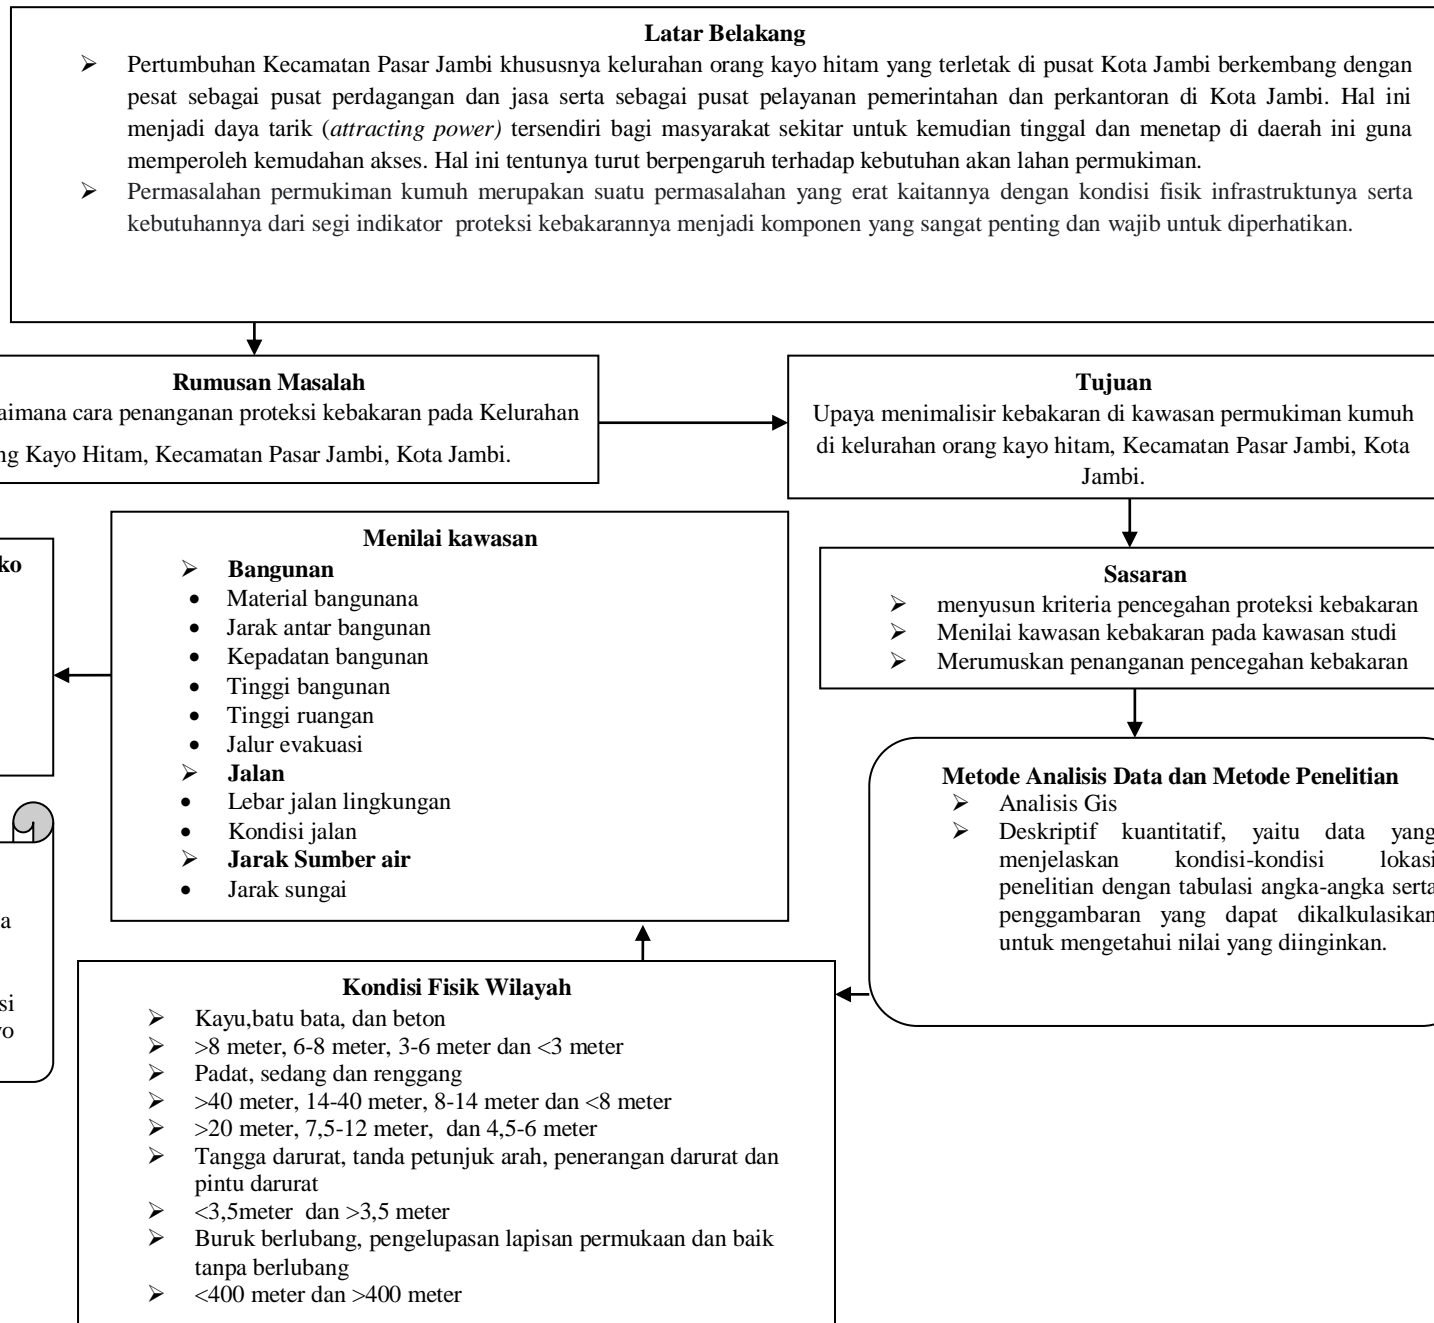 Latar Belakang
➢ Pertumbuhan Kecamatan Pasar Jambi khususnya kelurahan orang kayo hitam yang terletak di pusat Kota Jambi berkembang dengan
pesat sebagai pusat perdagangan dan jasa serta sebagai pusat pelayanan pemerintahan dan perkantoran di Kota Jambi. Hal ini
menjadi daya tarik (attracting power) tersendiri bagi masyarakat sekitar untuk kemudian tinggal dan menetap di daerah ini guna
memperoleh kemudahan akses. Hal ini tentunya turut berpengaruh terhadap kebutuhan akan lahan permukiman.
➢ Permasalahan permukiman kumuh merupakan suatu permasalahan yang erat kaitannya dengan kondisi fisik infrastruktunya serta
kebutuhannya dari segi indikator proteksi kebakarannya menjadi komponen yang sangat penting dan wajib untuk diperhatikan.
Rumusan Masalah
aimana cara penanganan proteksi kebakaran pada Kelurahan
ng Kayo Hitam, Kecamatan Pasar Jambi, Kota Jambi.
Tujuan
Upaya menimalisir kebakaran di kawasan permukiman kumuh
di kelurahan orang kayo hitam, Kecamatan Pasar Jambi, Kota
Jambi.
Sasaran
➢ menyusun kriteria pencegahan proteksi kebakaran
➢ Menilai kawasan kebakaran pada kawasan studi
➢ Merumuskan penanganan pencegahan kebakaran
Metode Analisis Data dan Metode Penelitian
➢ Analisis Gis
➢ Deskriptif kuantitatif, yaitu data yang
menjelaskan kondisi-kondisi lokasi
penelitian dengan tabulasi angka-angka serta
penggambaran yang dapat dikalkulasikan
untuk mengetahui nilai yang diinginkan.
Kondisi Fisik Wilayah
➢ Kayu,batu bata, dan beton
➢ >8 meter, 6-8 meter, 3-6 meter dan <3 meter
➢ Padat, sedang dan renggang
➢ >40 meter, 14-40 meter, 8-14 meter dan <8 meter
➢ >20 meter, 7,5-12 meter, dan 4,5-6 meter
➢ Tangga darurat, tanda petunjuk arah, penerangan darurat dan
pintu darurat
➢ <3,5meter dan >3,5 meter
➢ Buruk berlubang, pengelupasan lapisan permukaan dan baik
tanpa berlubang
➢ <400 meter dan >400 meter
Menilai kawasan
➢ Bangunan
• Material bangunana
• Jarak antar bangunan
• Kepadatan bangunan
• Tinggi bangunan
• Tinggi ruangan
• Jalur evakuasi
➢ Jalan
• Lebar jalan lingkungan
• Kondisi jalan
➢ Jarak Sumber air
• Jarak sungai
ko
a
si